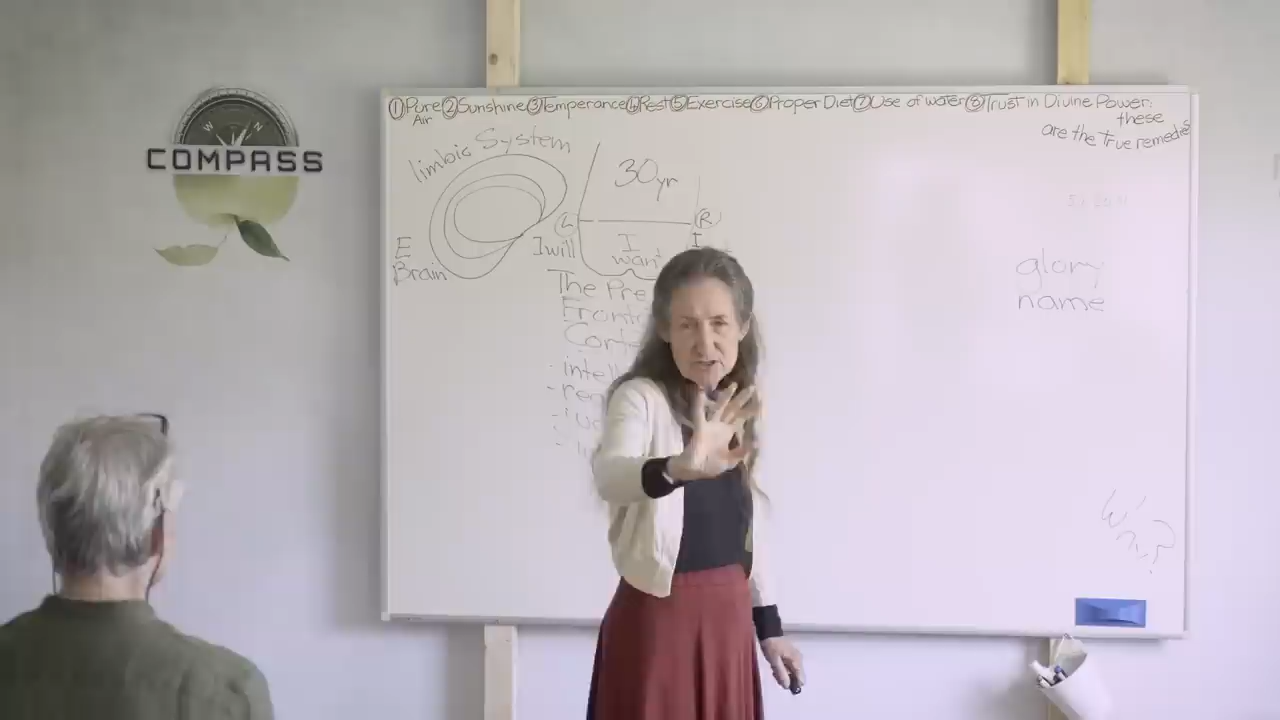 W N
COMPASS
①Pure Air ②Sunshine ③Temperance ④Rest ⑤Exercise ⑥Proper Diet ⑦Use of water ⑧Trust in Divine Power:
these
are the True remedies
limbic System
E
Brain
30yr
L R
I will
I want
I
The Pre
Fronta
Corte
glory
name